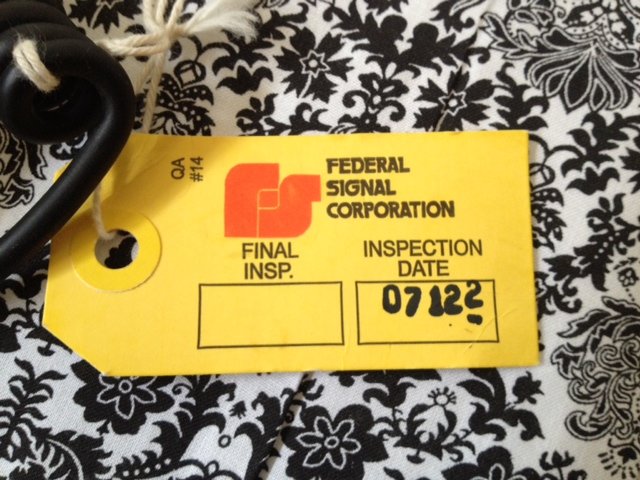 QA
#14
FEDERAL
SIGNAL
CORPORATION
FINAL
INSP.
INSPECTION
DATE
07122